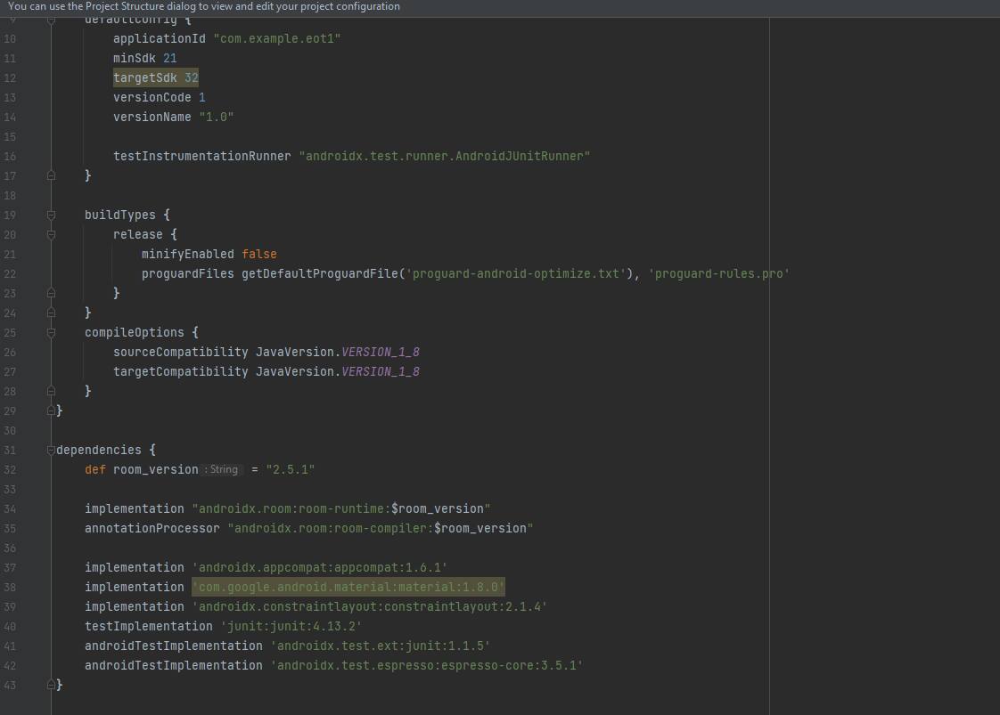 You can use the Project Structure dialog to view and edit your project configuration
9 defaultConfig {
10 applicationId "com.example.eot1"
11 minSdk 21
12 targetSdk 32
13 versionCode 1
14 versionName "1.0"
15
16 testInstrumentationRunner "androidx.test.runner.AndroidJUnitRunner"
17 }
18
19 buildTypes {
20 release {
21 minifyEnabled false
22 proguardFiles getDefaultProguardFile('proguard-android-optimize.txt'), 'proguard-rules.pro'
23 }
24 }
25 compileOptions {
26 sourceCompatibility JavaVersion.VERSION_1_8
27 targetCompatibility JavaVersion.VERSION_1_8
28 }
29 }
30
31 dependencies {
32 def room_version : String = "2.5.1"
33
34 implementation "androidx.room:room-runtime:$room_version"
35 annotationProcessor "androidx.room:room-compiler:$room_version"
36
37 implementation 'androidx.appcompat:appcompat:1.6.1'
38 implementation 'com.google.android.material:material:1.8.0'
39 implementation 'androidx.constraintlayout:constraintlayout:2.1.4'
40 testImplementation 'junit:junit:4.13.2'
41 androidTestImplementation 'androidx.test.ext:junit:1.1.5'
42 androidTestImplementation 'androidx.test.espresso:espresso-core:3.5.1'
43 }